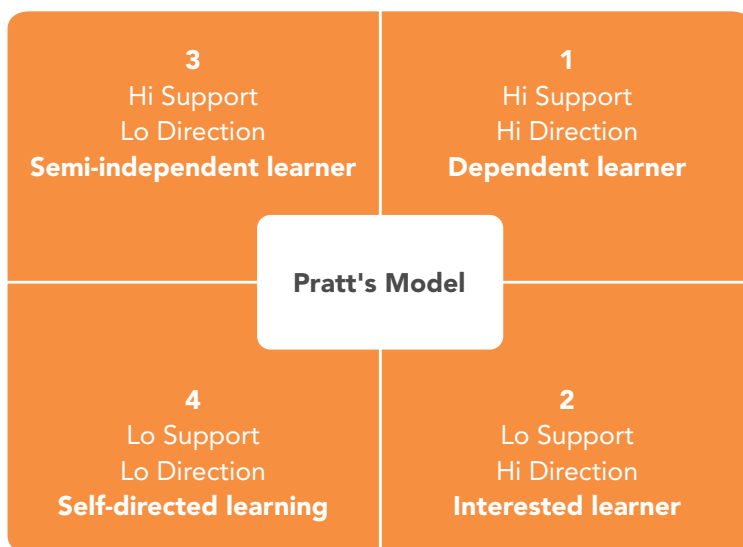 3
Hi Support
Lo Direction
Semi-independent learner
1
Hi Support
Hi Direction
Dependent learner
Pratt's Model
4
Lo Support
Lo Direction
Self-directed learning
2
Lo Support
Hi Direction
Interested learner